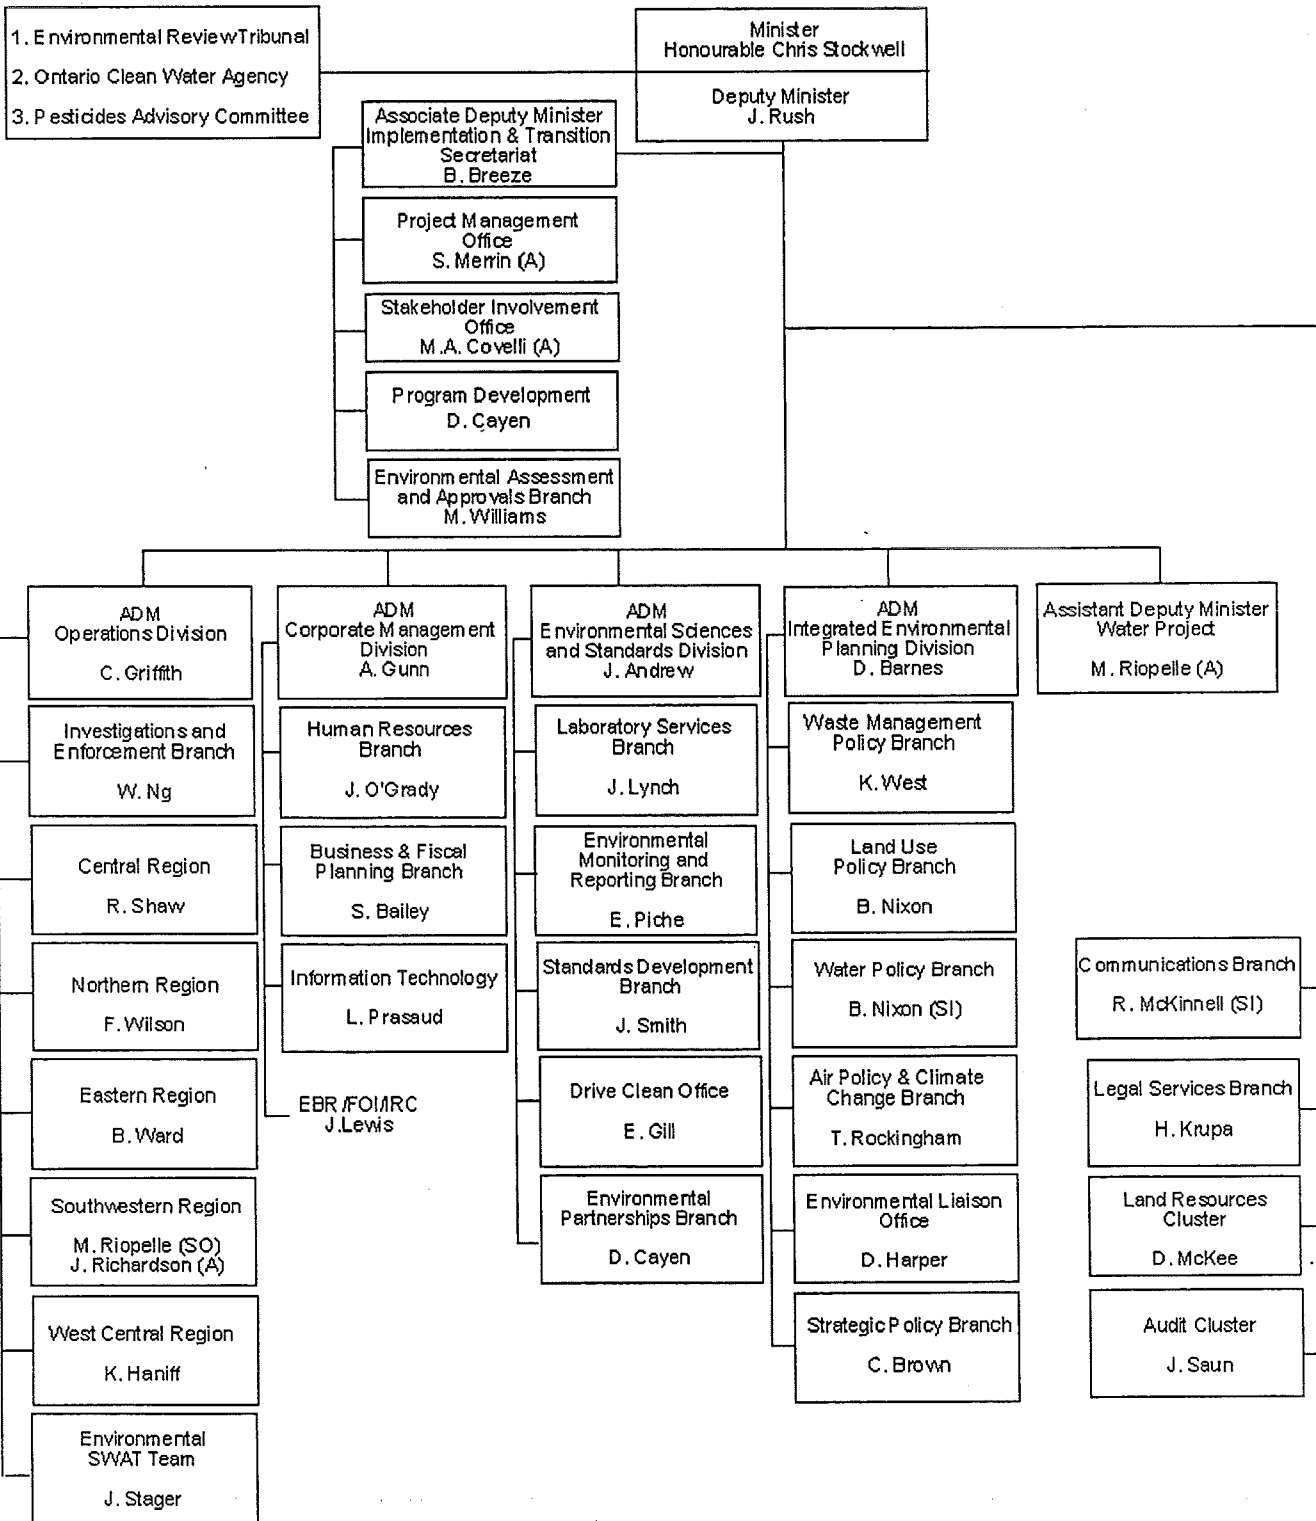 1. Environmental Review Tribunal
2. Ontario Clean Water Agency
3. Pesticides Advisory Committee
Minister
Honourable Chris Stockwell
Deputy Minister
J. Rush
Associate Deputy Minister
Implementation & Transition
Secretariat
B. Breeze
Project Management
Office
S. Merrin (A)
Stakeholder Involvement
Office
M.A. Covelli (A)
Program Development
D. Cayen
Environmental Assessment
and Approvals Branch
M. Williams
ADM
Operations Division
C. Griffith
Investigations and
Enforcement Branch
W. Ng
Central Region
R. Shaw
Northern Region
F. Wilson
Eastern Region
B. Ward
Southwestern Region
M. Riopelle (SO)
J. Richardson (A)
West Central Region
K. Haniff
Environmental
SWAT Team
J. Stager
ADM
Corporate Management
Division
A. Gunn
Human Resources
Branch
J. O'Grady
Business & Fiscal
Planning Branch
S. Bailey
Information Technology
L. Prasaud
EBR/FOI/IRC
J.Lewis
ADM
Environmental Sciences
and Standards Division
J. Andrew
Laboratory Services
Branch
J. Lynch
Environmental
Monitoring and
Reporting Branch
E. Piche
Standards Development
Branch
J. Smith
Drive Clean Office
E. Gill
Environmental
Partnerships Branch
D. Cayen
ADM
Integrated Environmental
Planning Division
D. Barnes
Waste Management
Policy Branch
K. West
Land Use
Policy Branch
B. Nixon
Water Policy Branch
B. Nixon (SI)
Air Policy & Climate
Change Branch
T. Rockingham
Environmental Liaison
Office
D. Harper
Strategic Policy Branch
C. Brown
Assistant Deputy Minister
Water Project
M. Riopelle (A)
Communications Branch
R. McKinnell (SI)
Legal Services Branch
H. Krupa
Land Resources
Cluster
D. McKee
Audit Cluster
J. Saun